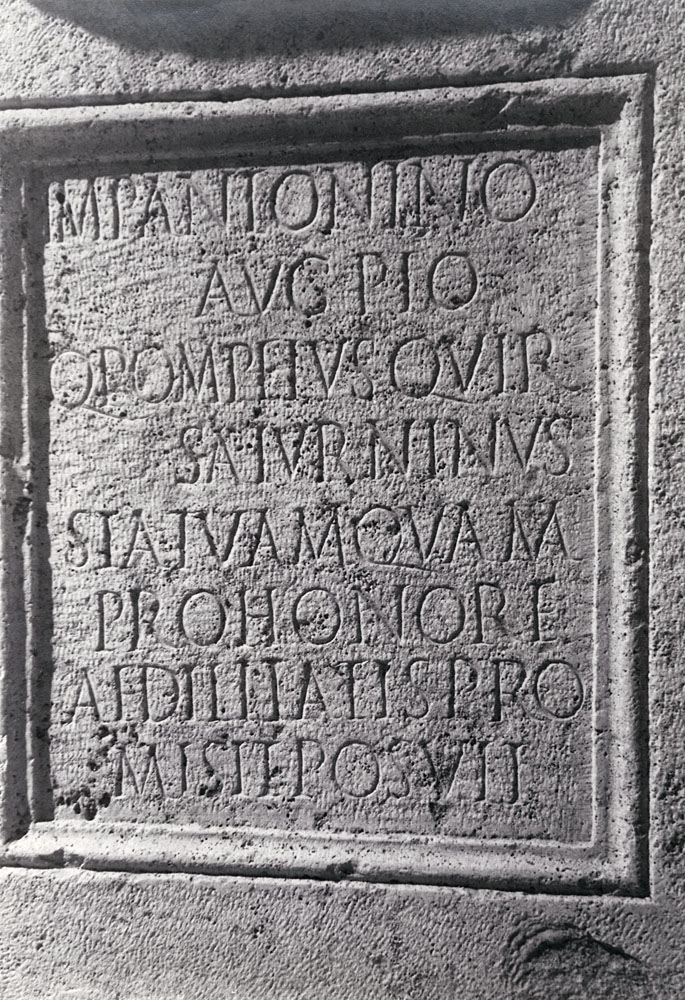 IMP ANTONINO
AVG PIO
Q POMPEIVS QVIR
SATVRNINVS
STATVAM QVAM
PRO HONORE
AEDILITATIS PRO
MISIT POSVIT